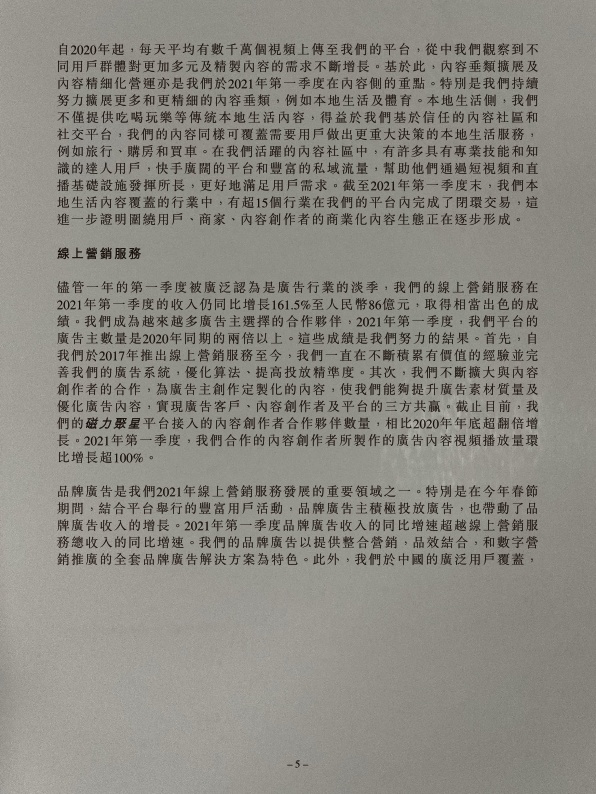 自2020年起，每天平均有數千萬個視頻上傳至我們的平台，從中我們觀察到不
同用戶群體對更加多元及精製內容的需求不斷增長。基於此，內容垂類擴展及
內容精細化營運亦是我們於2021年第一季度在內容側的重點。特別是我們持續
努力擴展更多和更精細的內容垂類，例如本地生活及體育。本地生活側，我們
不僅提供吃喝玩樂等傳統本地生活內容，得益於我們基於信任的內容社區和
社交平台，我們的內容同樣可覆蓋需要用戶做出更重大決策的本地生活服務，
例如旅行、購房和買車。在我們活躍的內容社區中，有許多具有專業技能和知
識的達人用戶，快手廣闊的平台和豐富的私域流量，幫助他們通過短視頻和直
播基礎設施發揮所長，更好地滿足用戶需求。截至2021年第一季度末，我們本
地生活內容覆蓋的行業中，有超15個行業在我們的平台內完成了閉環交易，這
進一步證明圍繞用戶、商家、內容創作者的商業化內容生態正在逐步形成。
線上營銷服務
儘管一年的第一季度被廣泛認為是廣告行業的淡季，我們的線上營銷服務在
2021年第一季度的收入仍同比增長161.5%至人民幣86億元，取得相當出色的成
績。我們成為越來越多廣告主選擇的合作夥伴，2021年第一季度，我們平台的
廣告主數量是2020年同期的兩倍以上。這些成績是我們努力的結果。首先，自
我們於2017年推出線上營銷服務至今，我們一直在不斷積累有價值的經驗並完
善我們的廣告系統，優化算法、提高投放精準度。其次，我們不斷擴大與內容
創作者的合作，為廣告主創作定製化的內容，使我們能夠提升廣告素材質量及
優化廣告內容，實現廣告客戶、內容創作者及平台的三方共贏。截止目前，我
們的磁力聚星平台接入的內容創作者合作夥伴數量，相比2020年年底超翻倍增
長。2021年第一季度，我們合作的內容創作者所製作的廣告內容視頻播放量環
比增長超100%。
品牌廣告是我們2021年線上營銷服務發展的重要領域之一。特別是在今年春節
期間，結合平台舉行的豐富用戶活動，品牌廣告主積極投放廣告，也帶動了品
牌廣告收入的增長。2021年第一季度品牌廣告收入的同比增速超越線上營銷服
務總收入的同比增速。我們的品牌廣告以提供整合營銷，品效結合，和數字營
銷推廣的全套品牌廣告解決方案為特色。此外，我們於中國的廣泛用戶覆蓋，
– 5 –